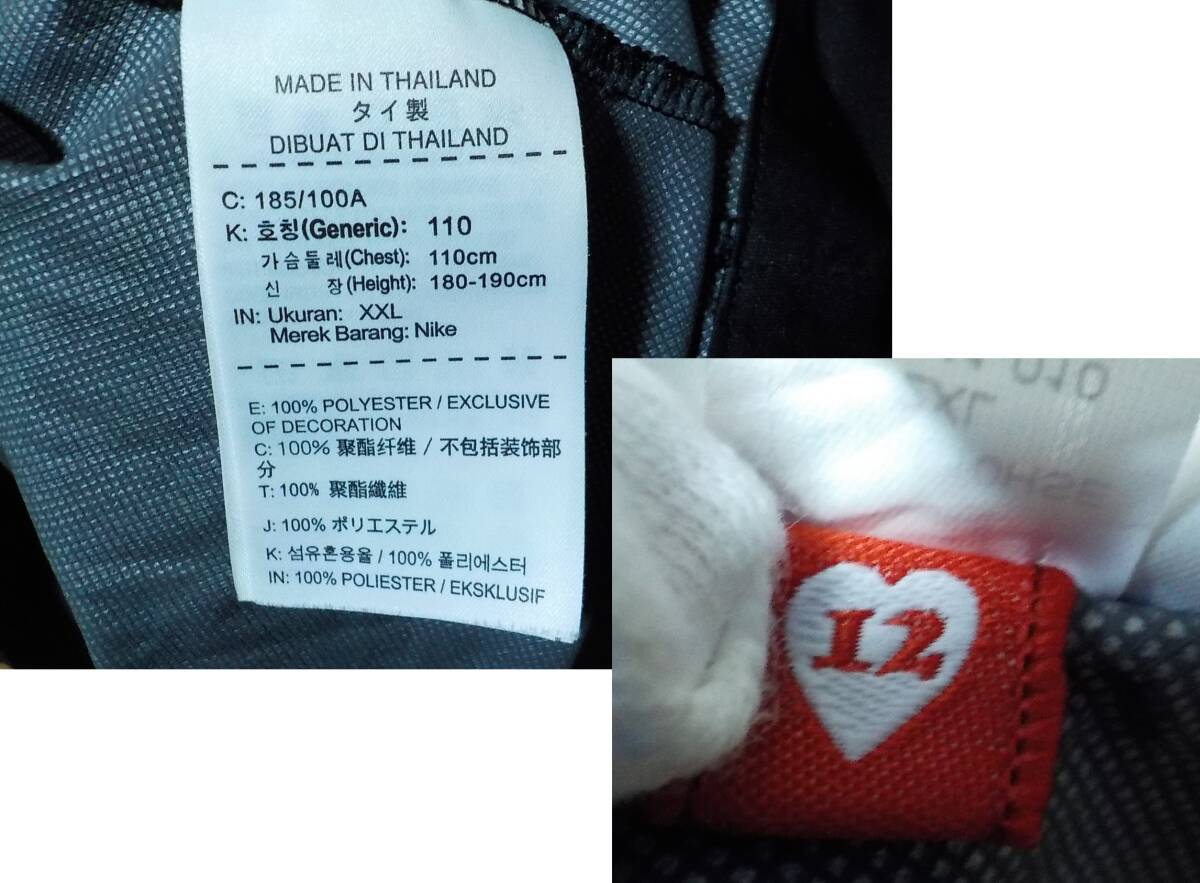 MADE IN THAILAND
タイ製
DIBUAT DI THAILAND
C: 185/100A
K: 호칭(Generic): 110
가슴둘레(Chest): 110cm
신 장(Height): 180-190cm
IN: Ukuran: XXL
Merek Barang: Nike
E: 100% POLYESTER / EXCLUSIVE
OF DECORATION
C: 100% 聚酯纤维 / 不包括装饰部
分
T: 100% 聚酯纖維
J: 100% ポリエステル
K: 섬유혼용율 / 100% 폴리에스터
IN: 100% POLIESTER / EKSKLUSIF
010
12